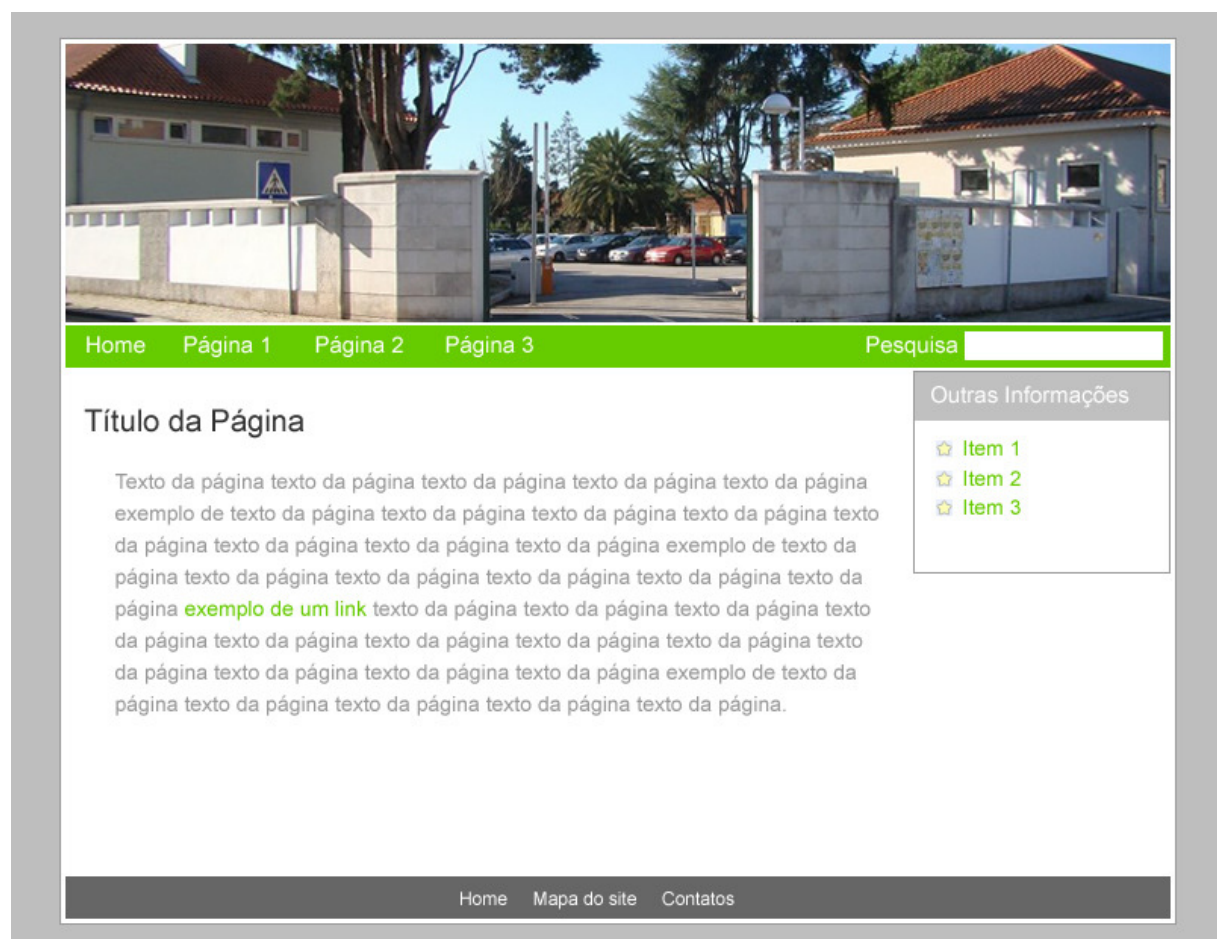 Home Página 1 Página 2 Página 3 Pesquisa
Título da Página
Texto da página texto da página texto da página texto da página texto da página
exemplo de texto da página texto da página texto da página texto da página texto
da página texto da página texto da página texto da página exemplo de texto da
página texto da página texto da página texto da página texto da página texto da
página exemplo de um link texto da página texto da página texto da página texto
da página texto da página texto da página texto da página texto da página texto
da página texto da página texto da página texto da página exemplo de texto da
página texto da página texto da página texto da página texto da página.
Outras Informações
Item 1
Item 2
Item 3
Home Mapa do site Contatos